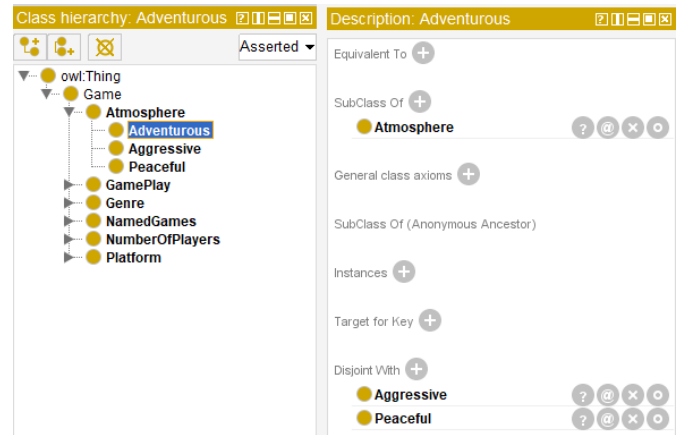 Class hierarchy: Adventurous
Asserted
owl:Thing
Game
Atmosphere
Adventurous
Aggressive
Peaceful
GamePlay
Genre
NamedGames
NumberOfPlayers
Platform
Description: Adventurous
Equivalent To
SubClass Of
Atmosphere
General class axioms
SubClass Of (Anonymous Ancestor)
Instances
Target for Key
Disjoint With
Aggressive
Peaceful